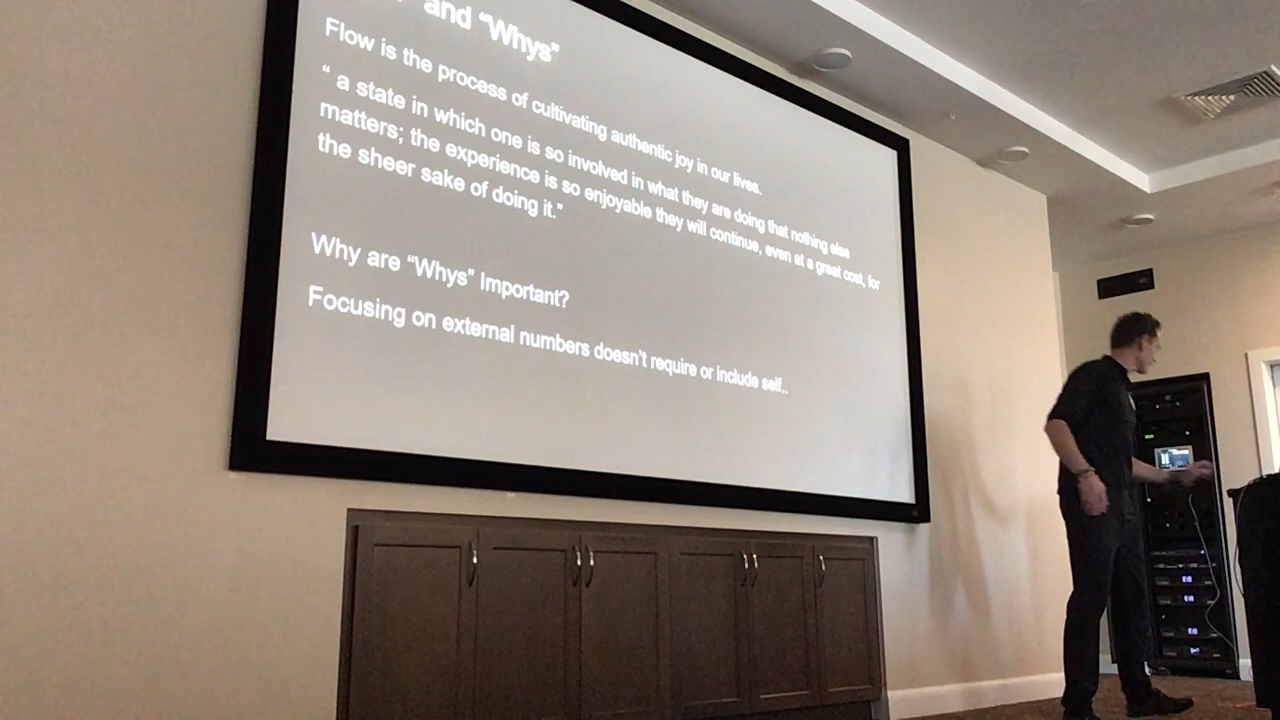 and “Whys”
Flow is the process of cultivating authentic joy in our lives.
“ a state in which one is so involved in what they are doing that nothing else
matters; the experience is so enjoyable they will continue, even at a great cost, for
the sheer sake of doing it.”
Why are “Whys” Important?
Focusing on external numbers doesn’t require or include self..